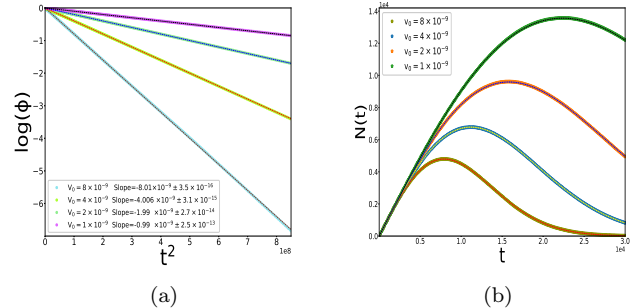 log(ϕ)
0
−1
−2
−3
−4
−5
−6
V₀ = 8 × 10⁻⁹ Slope=-8.01×10⁻⁹ ± 3.5 × 10⁻¹⁶
V₀ = 4 × 10⁻⁹ Slope=-4.006 ×10⁻⁹ ± 3.1 × 10⁻¹⁵
V₀ = 2 × 10⁻⁹ Slope=-1.99 ×10⁻⁹ ± 2.7 × 10⁻¹⁴
V₀ = 1 × 10⁻⁹ Slope=-0.99 ×10⁻⁹ ± 2.5 × 10⁻¹³
0 1 2 3 4 5 6 7 8
1e8
t²
(a)
1e4
N(t)
1.4
1.2
1.0
0.8
0.6
0.4
0.2
0.0
v₀ = 8 × 10⁻⁹
v₀ = 4 × 10⁻⁹
v₀ = 2 × 10⁻⁹
v₀ = 1 × 10⁻⁹
0.5 1.0 1.5 2.0 2.5 3.0
1e4
t
(b)